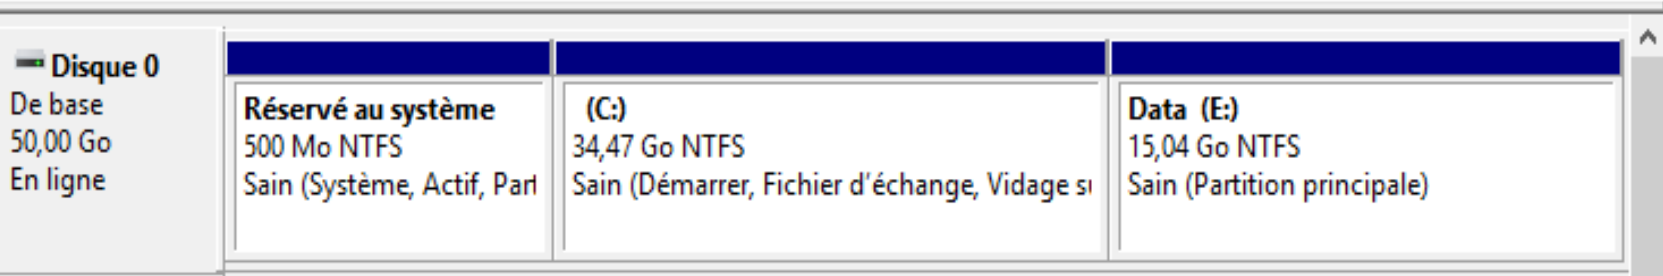 Disque 0
De base
50,00 Go
En ligne
Réservé au système
500 Mo NTFS
Sain (Système, Actif, Part
(C:)
34,47 Go NTFS
Sain (Démarrer, Fichier d'échange, Vidage su
Data (E:)
15,04 Go NTFS
Sain (Partition principale)